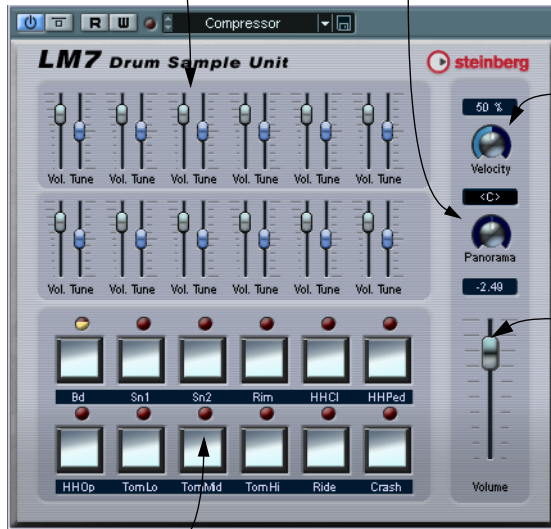 R W Compressor
LM7 Drum Sample Unit steinberg
50 %
Vol. Tune Vol. Tune Vol. Tune Vol. Tune Vol. Tune Vol. Tune
Velocity
<C>
Panorama
Vol. Tune Vol. Tune Vol. Tune Vol. Tune Vol. Tune Vol. Tune
-2.49
Bd Sn1 Sn2 Rim HHCl HHPed
HHOp TomLo TomMid TomHi Ride Crash
Volume